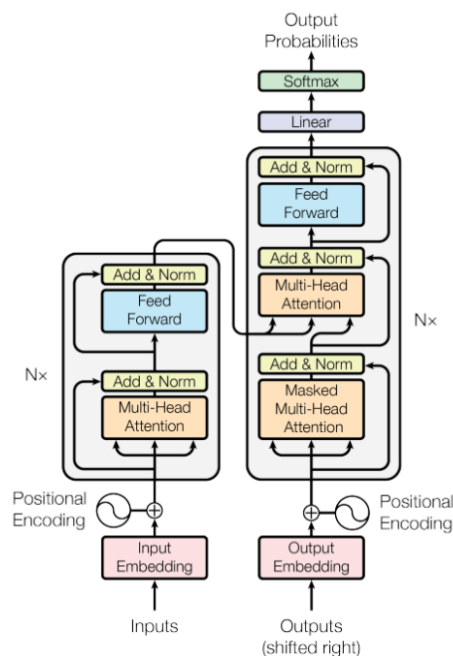 Output
Probabilities
Softmax
Linear
Add & Norm
Feed
Forward
Add & Norm
Multi-Head
Attention
Add & Norm
Masked
Multi-Head
Attention
Nx
Add & Norm
Feed
Forward
Nx
Add & Norm
Multi-Head
Attention
Positional
Encoding
Positional
Encoding
Input
Embedding
Output
Embedding
Inputs
Outputs
(shifted right)